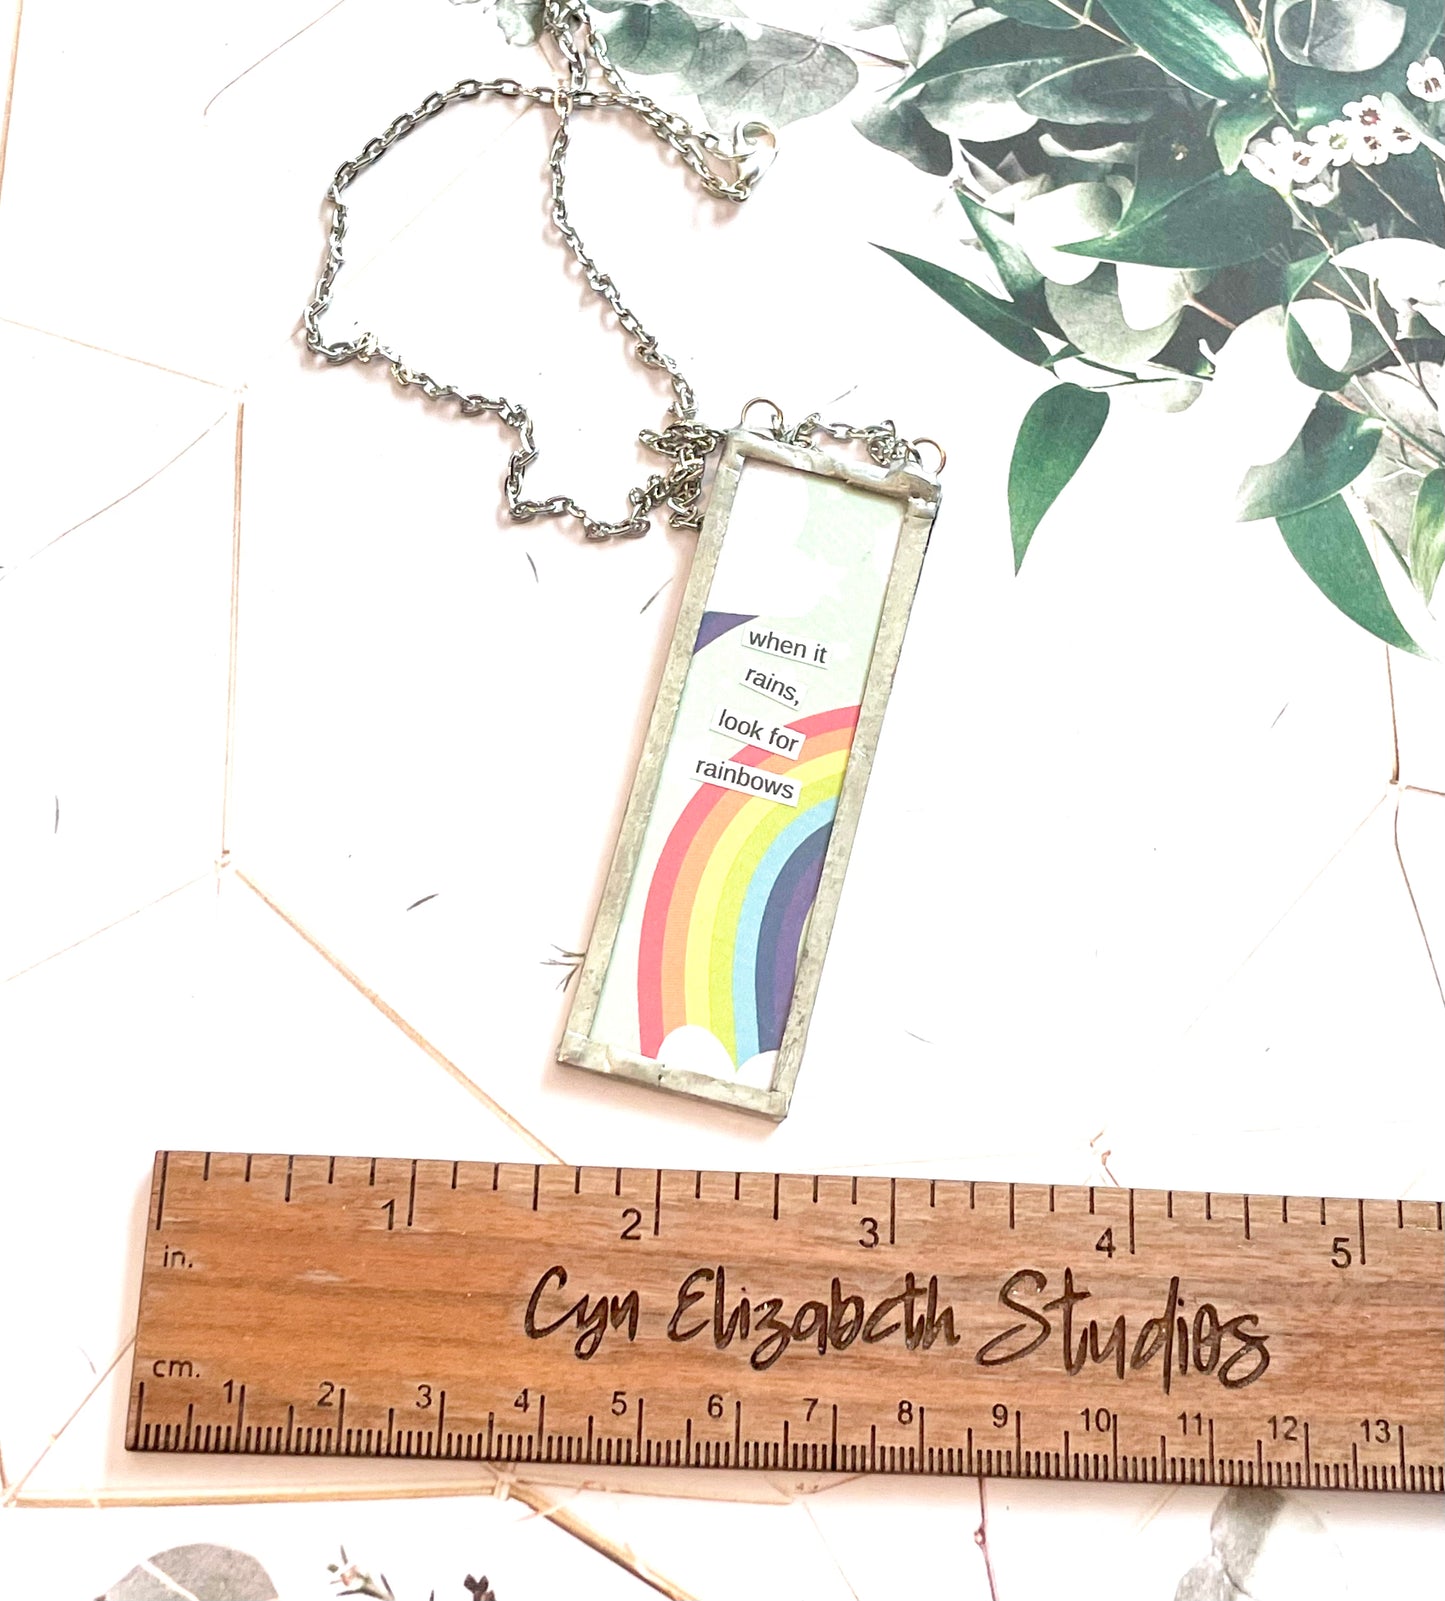 when it
rains,
look for
rainbows
1 2 3 4 5
in.
Cyn Elizabeth Studios
cm.
1 2 3 4 5 6 7 8 9 10 11 12 13